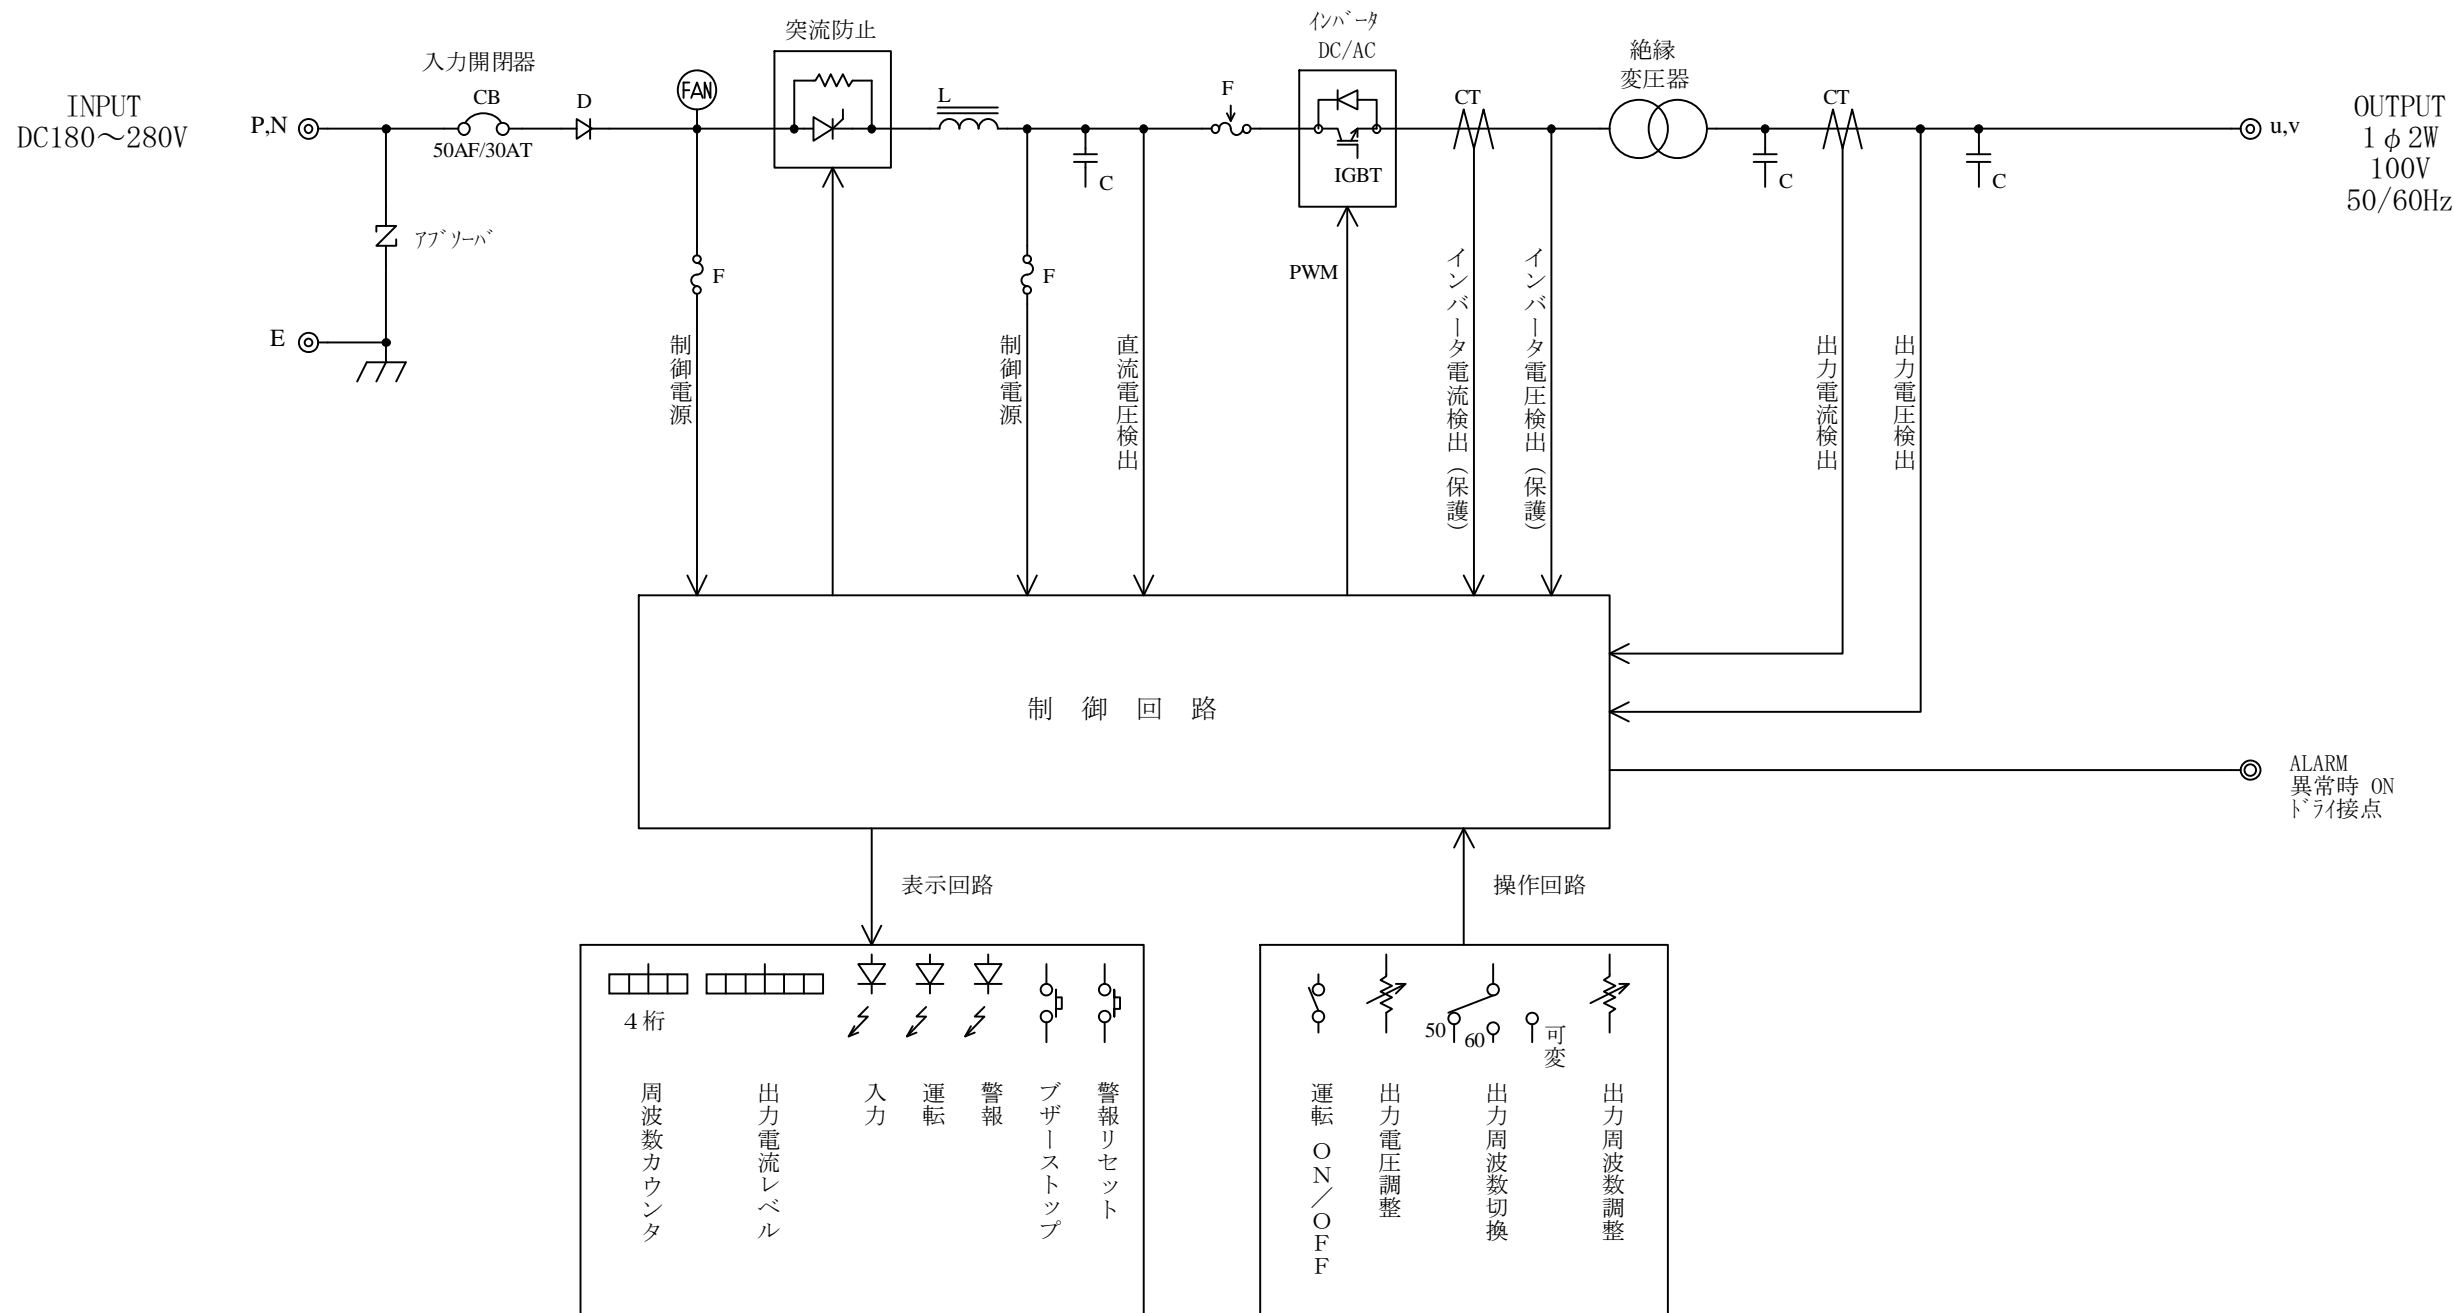 INPUT
DC180～280V
P,N
E
入力開閉器
CB
50AF/30AT
D
アブソーバ
FAN
F
制御電源
突流防止
L
F
制御電源
C
直流電圧検出
F
インバータ
DC/AC
IGBT
PWM
CT
インバータ電流検出（保護）
インバータ電圧検出（保護）
絶縁
変圧器
C
CT
出力電流検出
出力電圧検出
C
u,v
OUTPUT
1φ2W
100V
50/60Hz
制御回路
ALARM
異常時 ON
ドライ接点
表示回路
操作回路
４桁
周波数カウンタ
出力電流レベル
入力
運転
警報
ブザーストップ
警報リセット
50
60
可変
運転 ＯＮ／ＯＦＦ
出力電圧調整
出力周波数切換
出力周波数調整